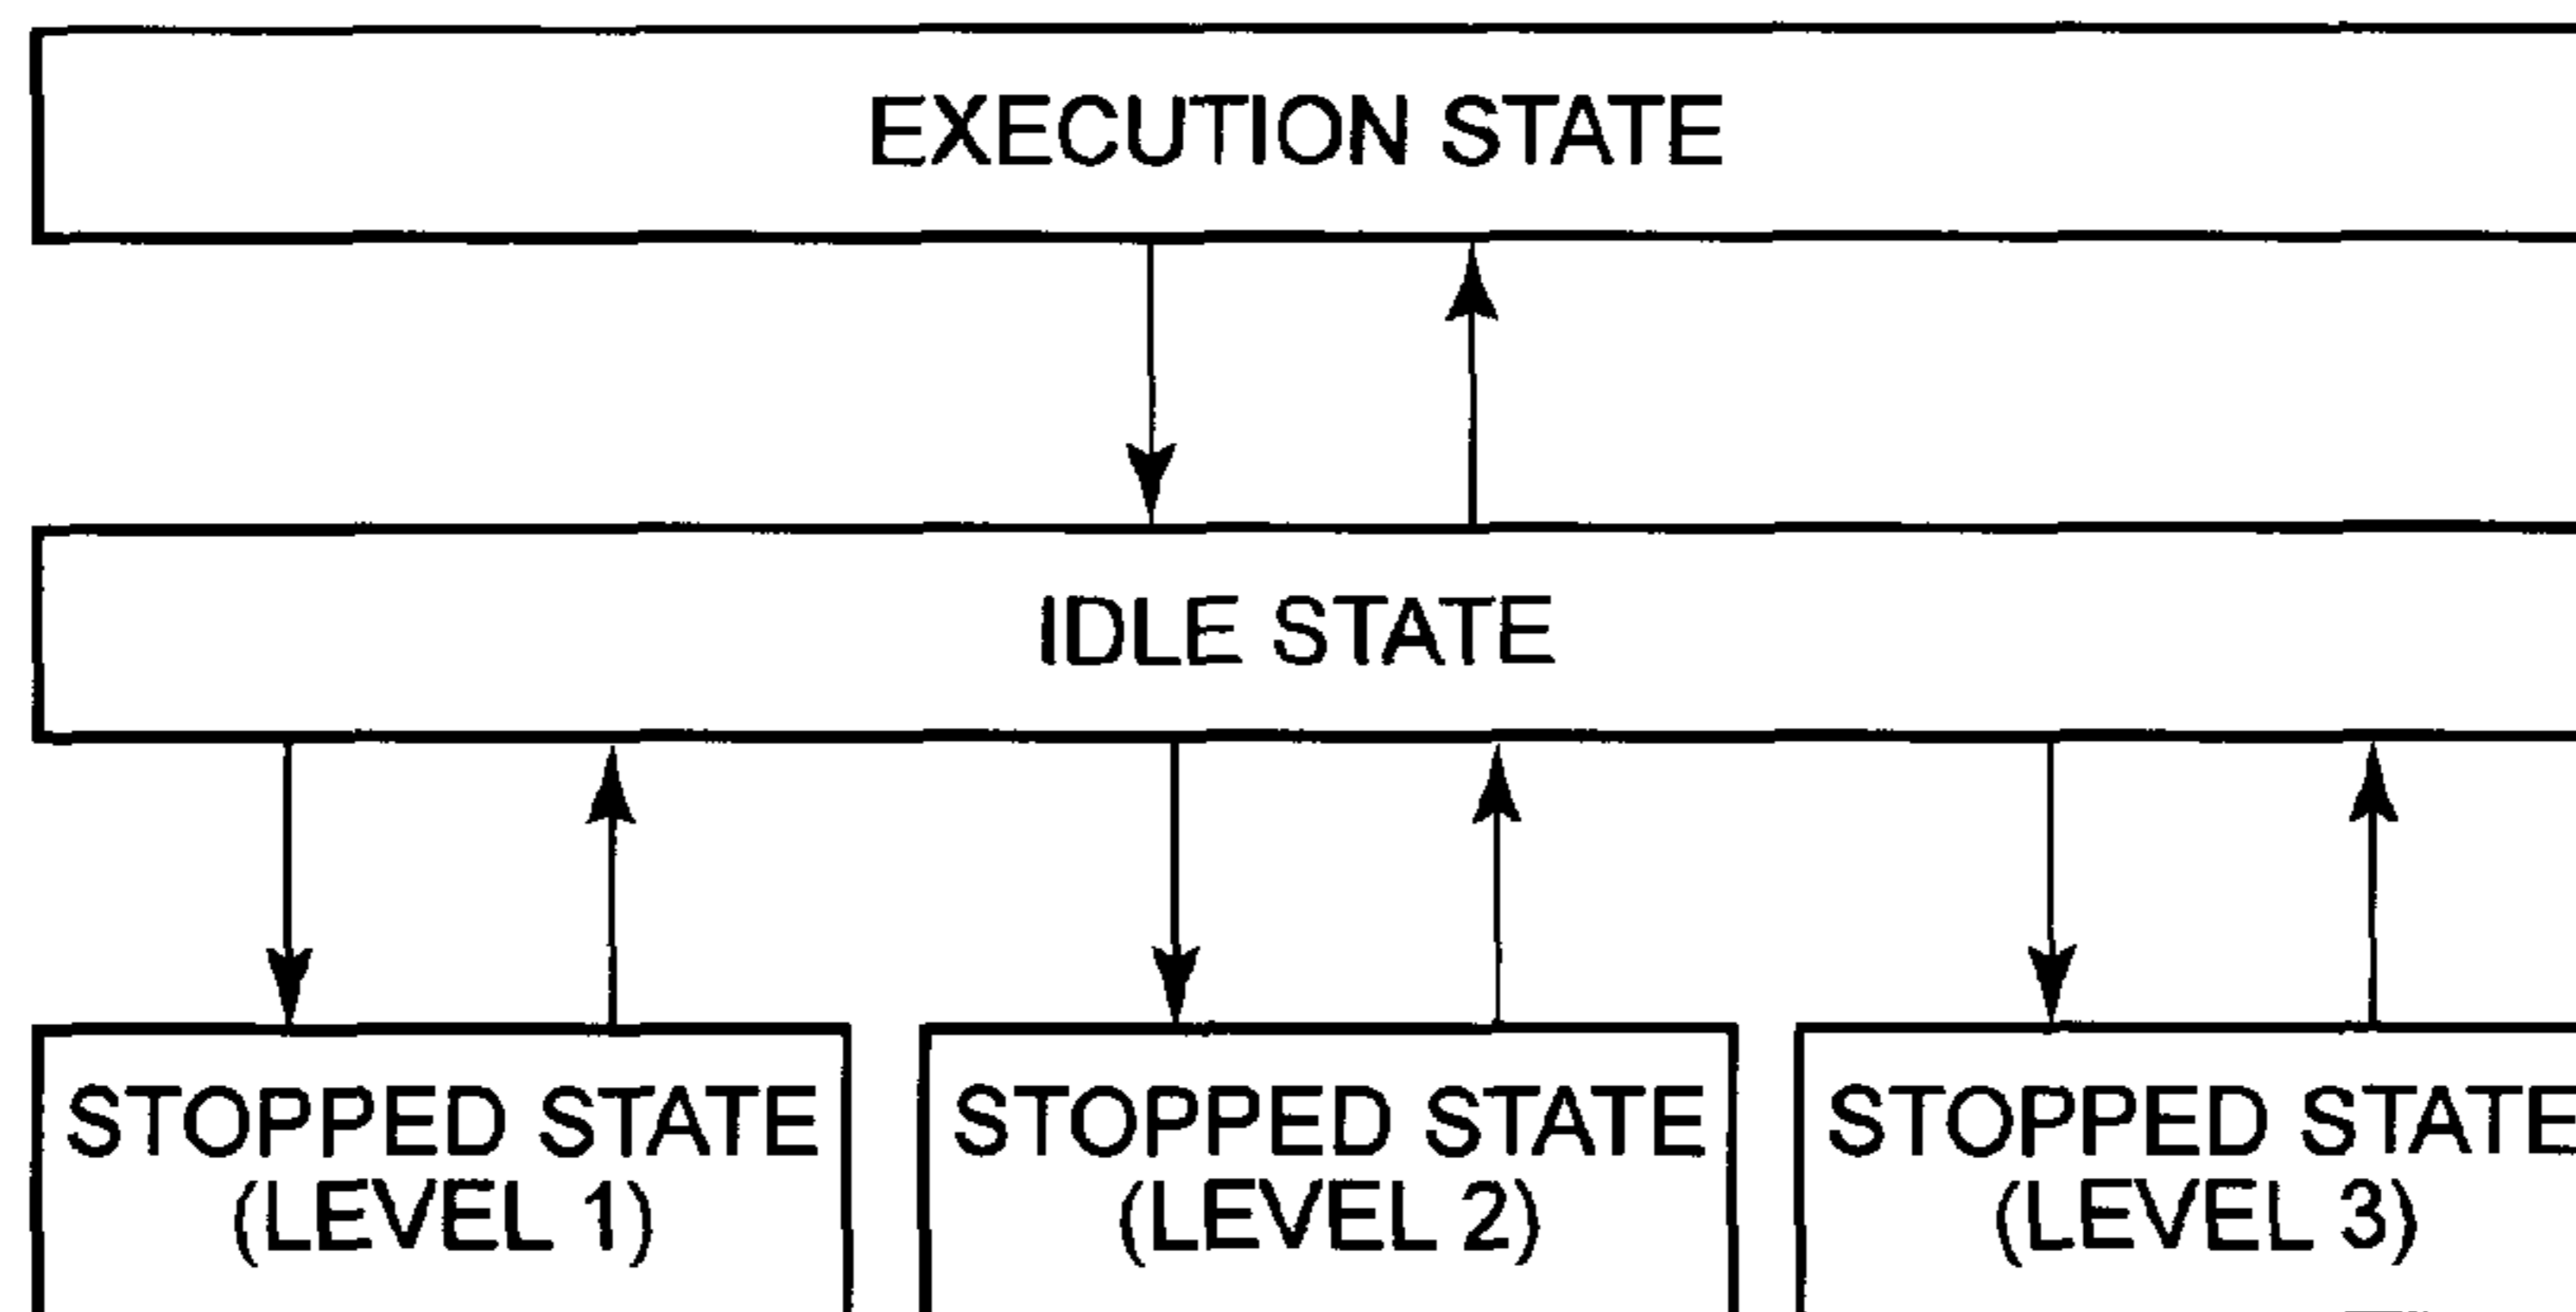 EXECUTION STATE
IDLE STATE
STOPPED STATE
(LEVEL 1)
STOPPED STATE
(LEVEL 2)
STOPPED STATE
(LEVEL 3)